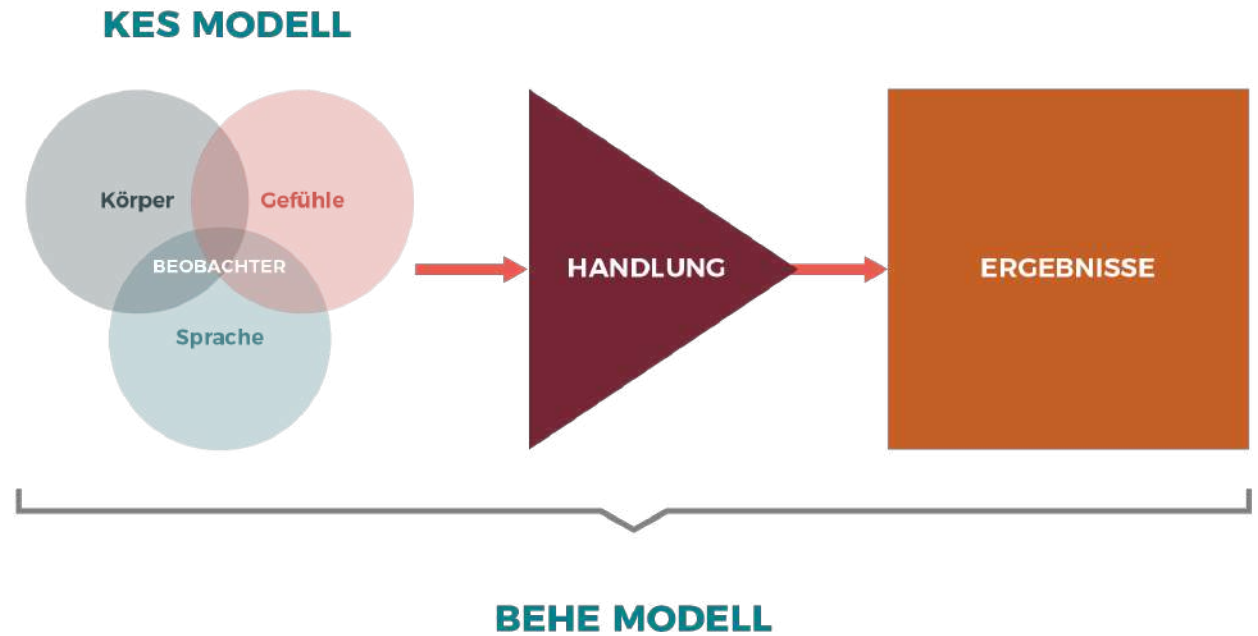 KES MODELL
Körper
Gefühle
BEOBACHTER
Sprache
HANDLUNG
ERGEBNISSE
BEHE MODELL